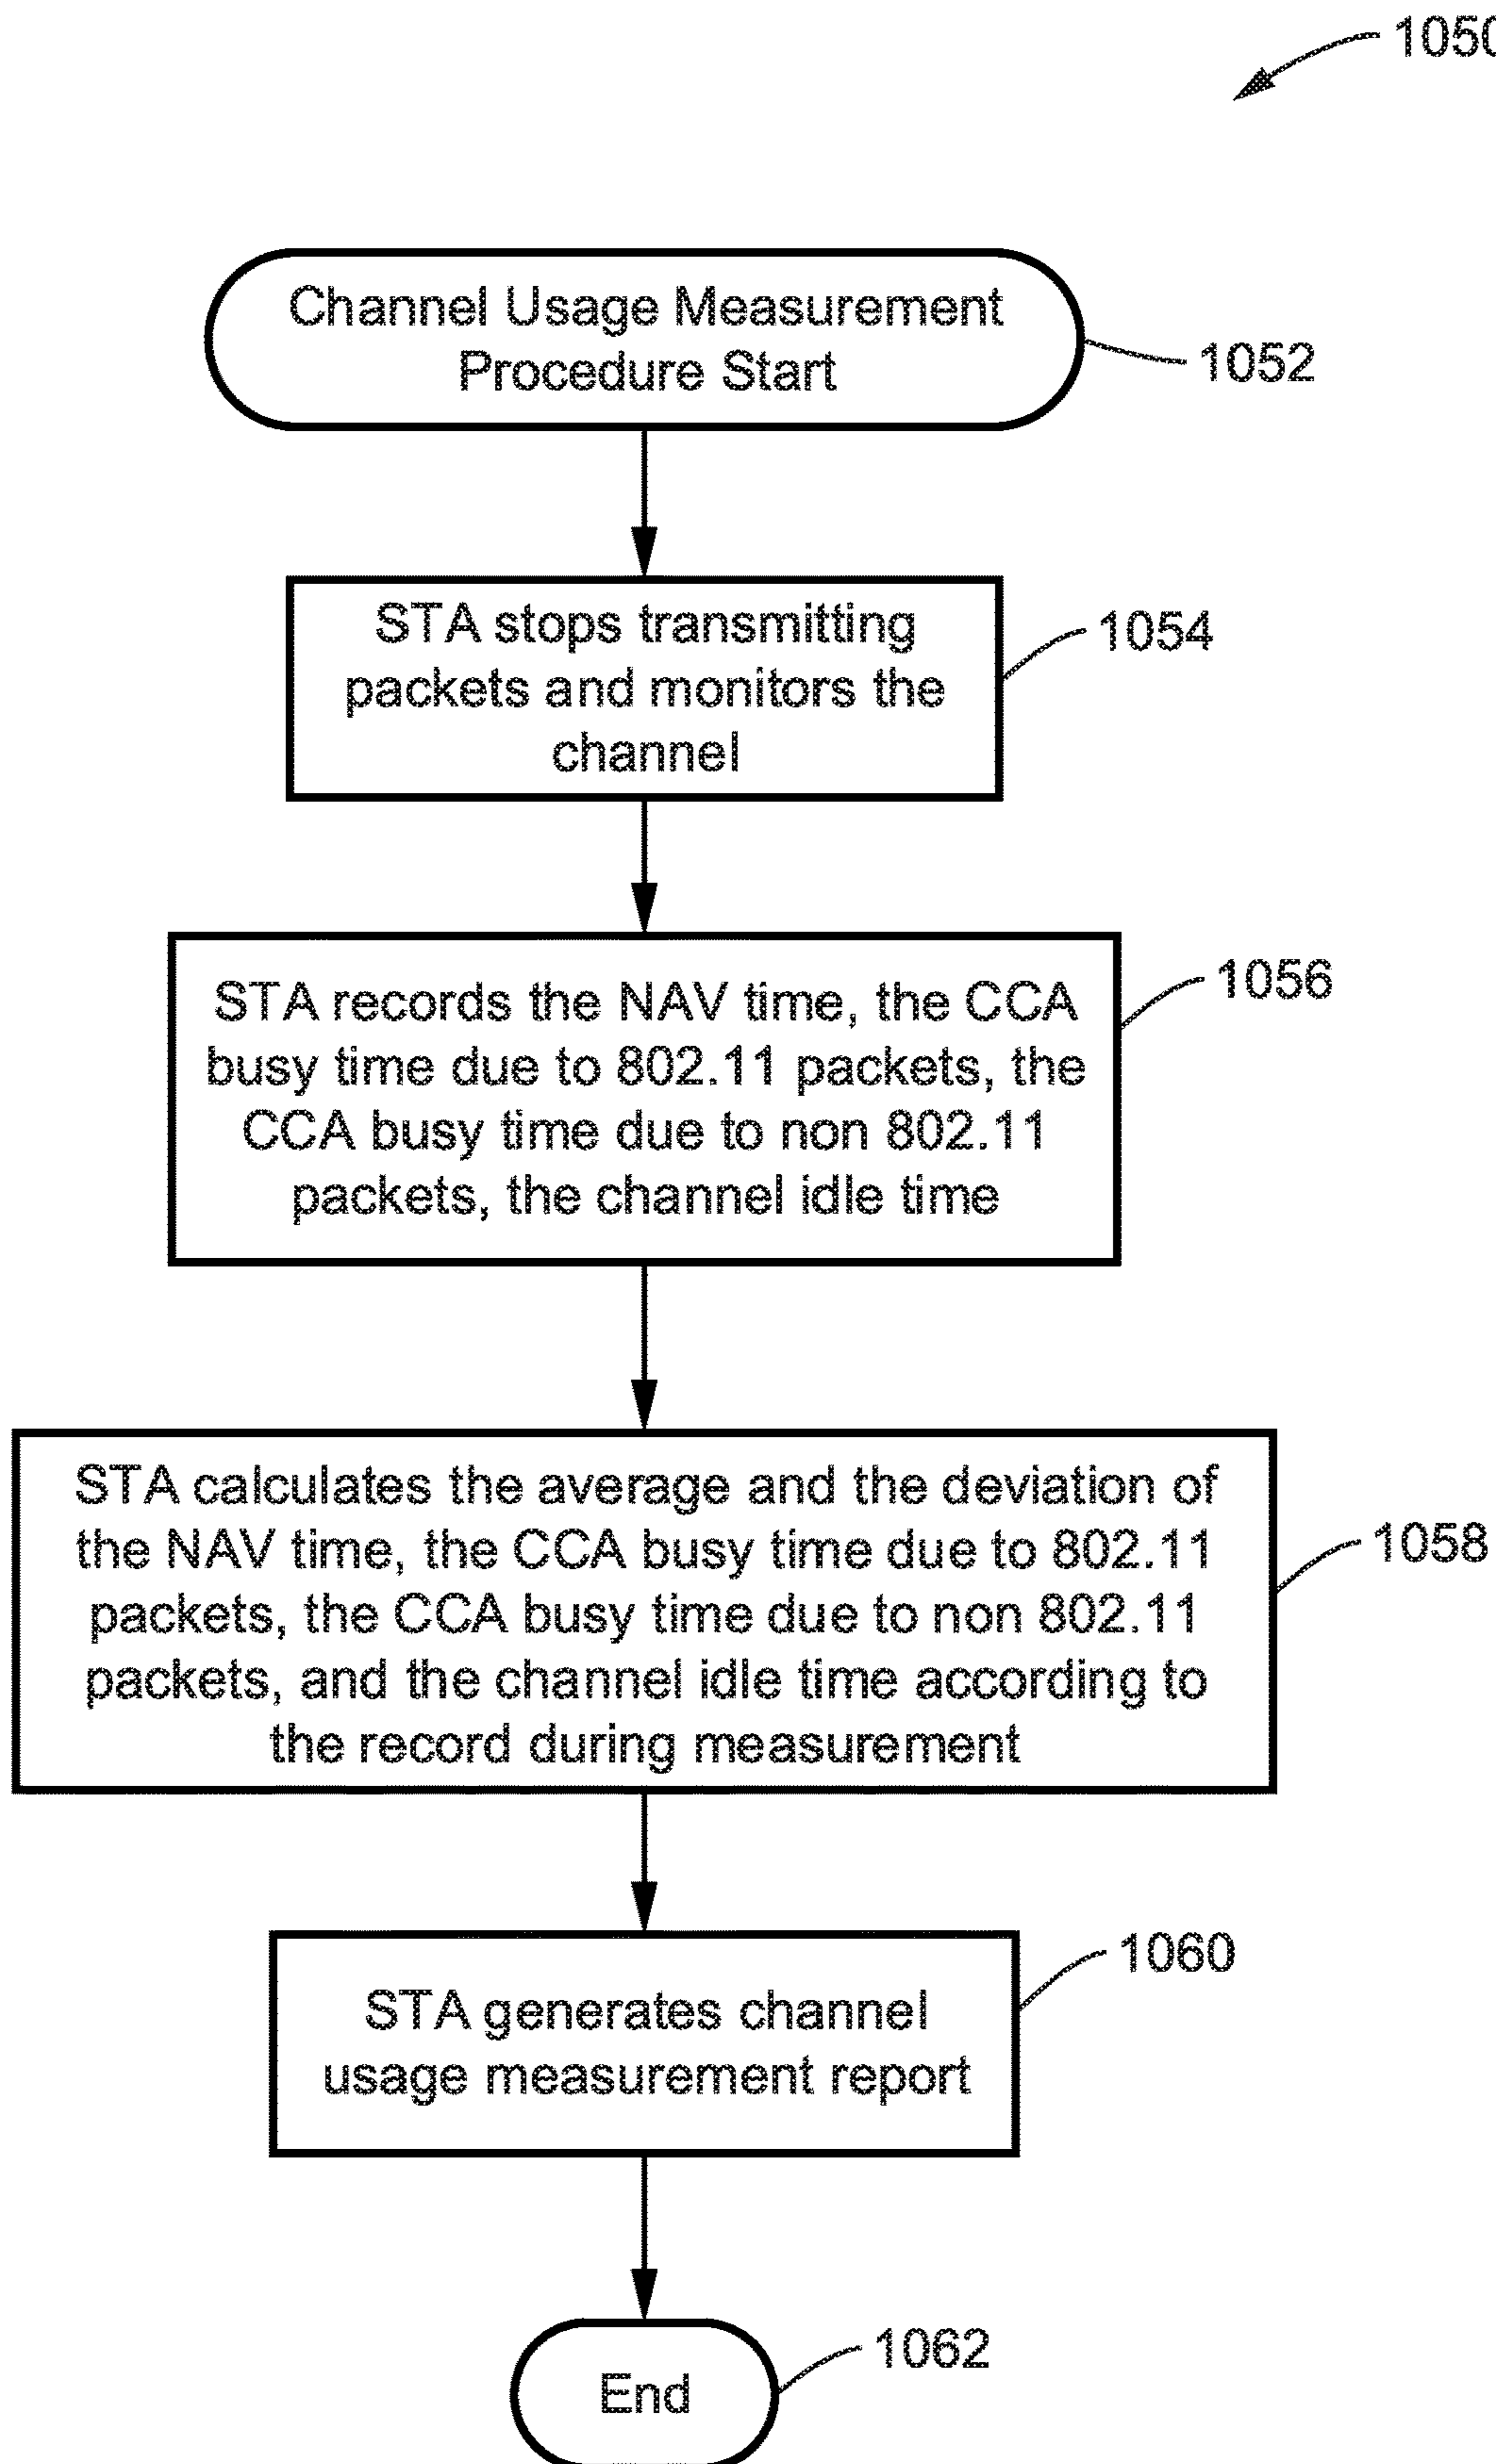 1050
Channel Usage Measurement
Procedure Start
1052
STA stops transmitting
packets and monitors the
channel
1054
STA records the NAV time, the CCA
busy time due to 802.11 packets, the
CCA busy time due to non 802.11
packets, the channel idle time
1056
STA calculates the average and the deviation of
the NAV time, the CCA busy time due to 802.11
packets, the CCA busy time due to non 802.11
packets, and the channel idle time according to
the record during measurement
1058
STA generates channel
usage measurement report
1060
End
1062